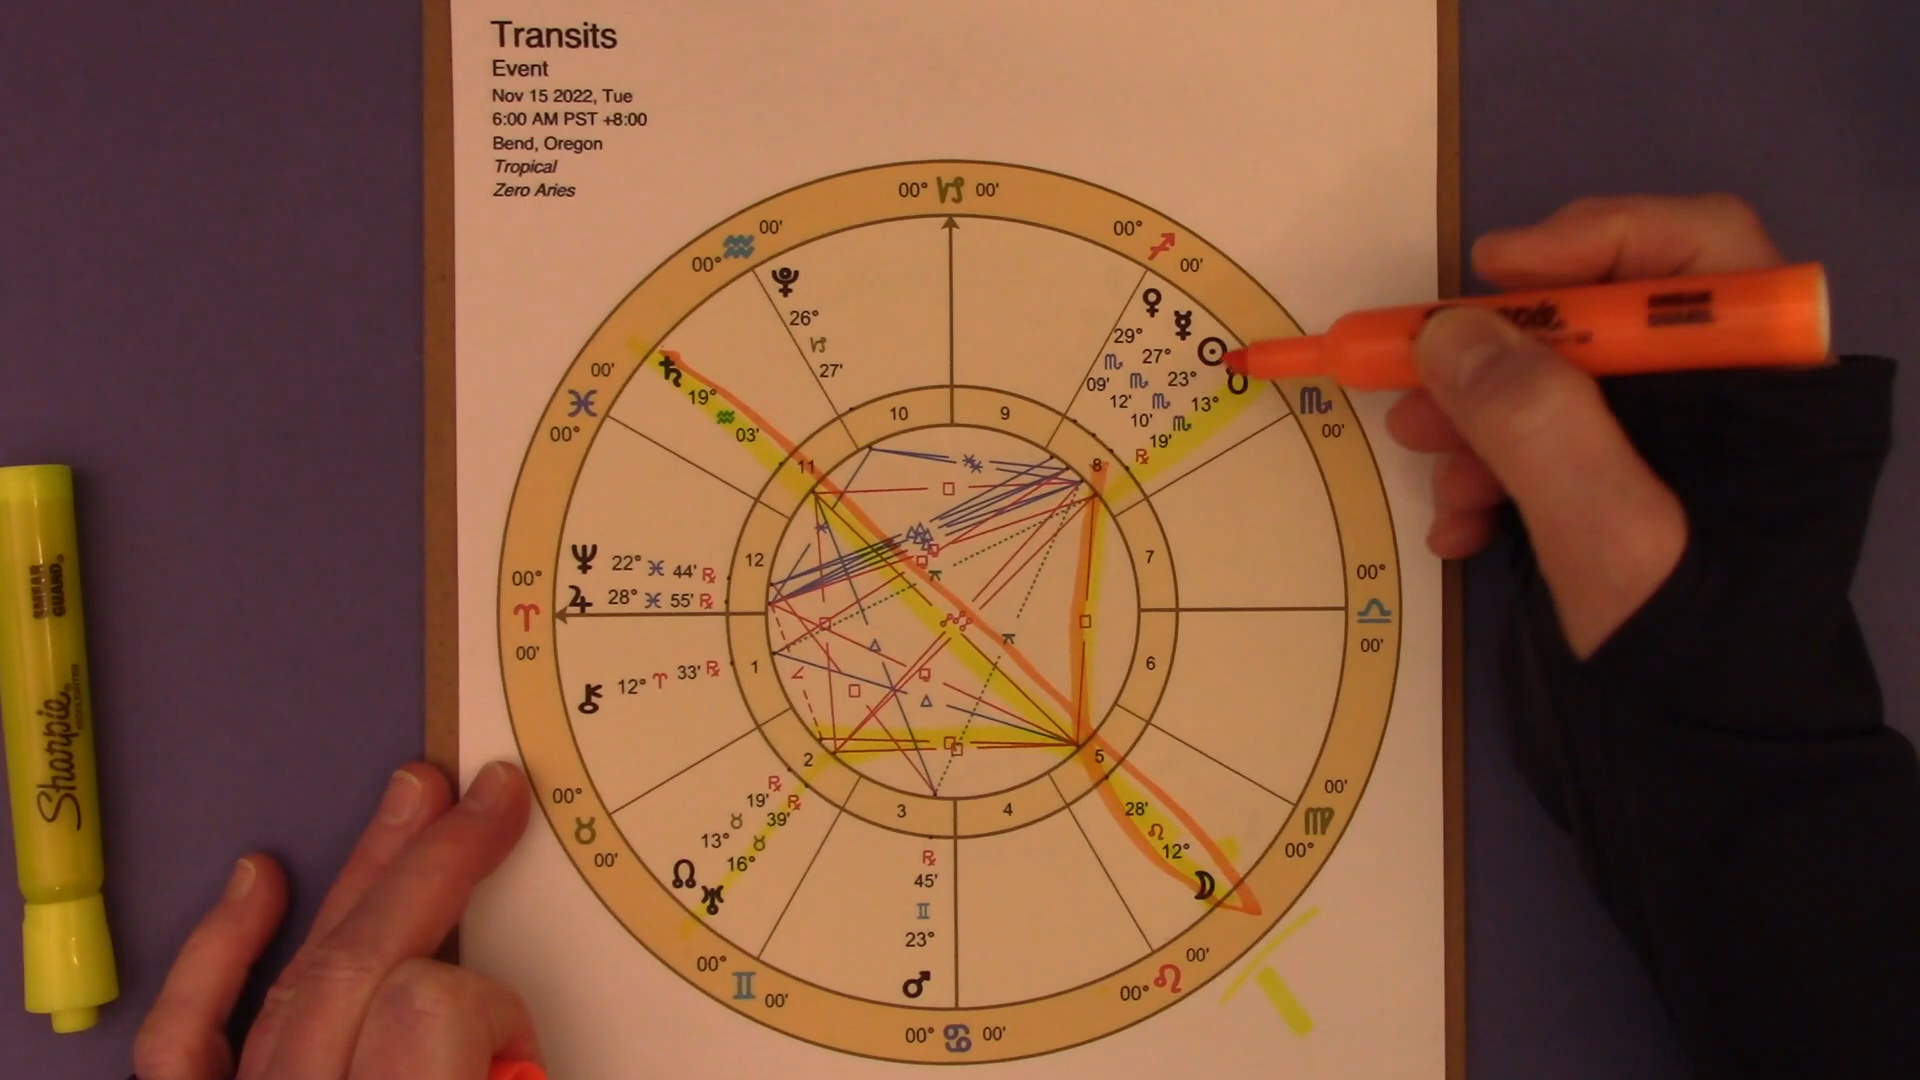 Transits
Event
Nov 15 2022, Tue
6:00 AM PST +8:00
Bend, Oregon
Tropical
Zero Aries
00° ♑ 00'
00° ♐ 00'
00° ♒ 00'
00° ♓ 00'
00° ♈ 00'
00° ♉ 00'
00° ♊ 00'
00° ♋ 00'
00° ♌ 00'
00° ♍ 00'
00° ♎ 00'
♏ 00'
♇ 26° ♑ 27'
♀ 29° ♏ 09'
☿ 27° ♏ 12'
☉ 23° ♏ 10'
☋ 13° ♏ 19' ℞
♄ 19° ♒ 03'
♆ 22° ♓ 44' ℞
♃ 28° ♓ 55' ℞
⚷ 12° ♈ 33' ℞
☊ 13° ♉ 19' ℞
♅ 16° ♉ 39' ℞
♂ 23° ♊ 45' ℞
☽ 12° ♌ 28'
10
9
11
8
12
7
1
6
2
5
3
4
Sharpie
SMEAR
GUARD